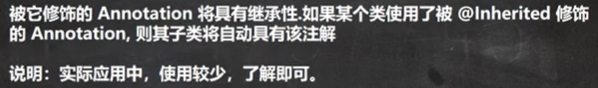 被它修饰的 Annotation 将具有继承性.如果某个类使用了被 @Inherited 修饰
的 Annotation, 则其子类将自动具有该注解
说明：实际应用中，使用较少，了解即可。